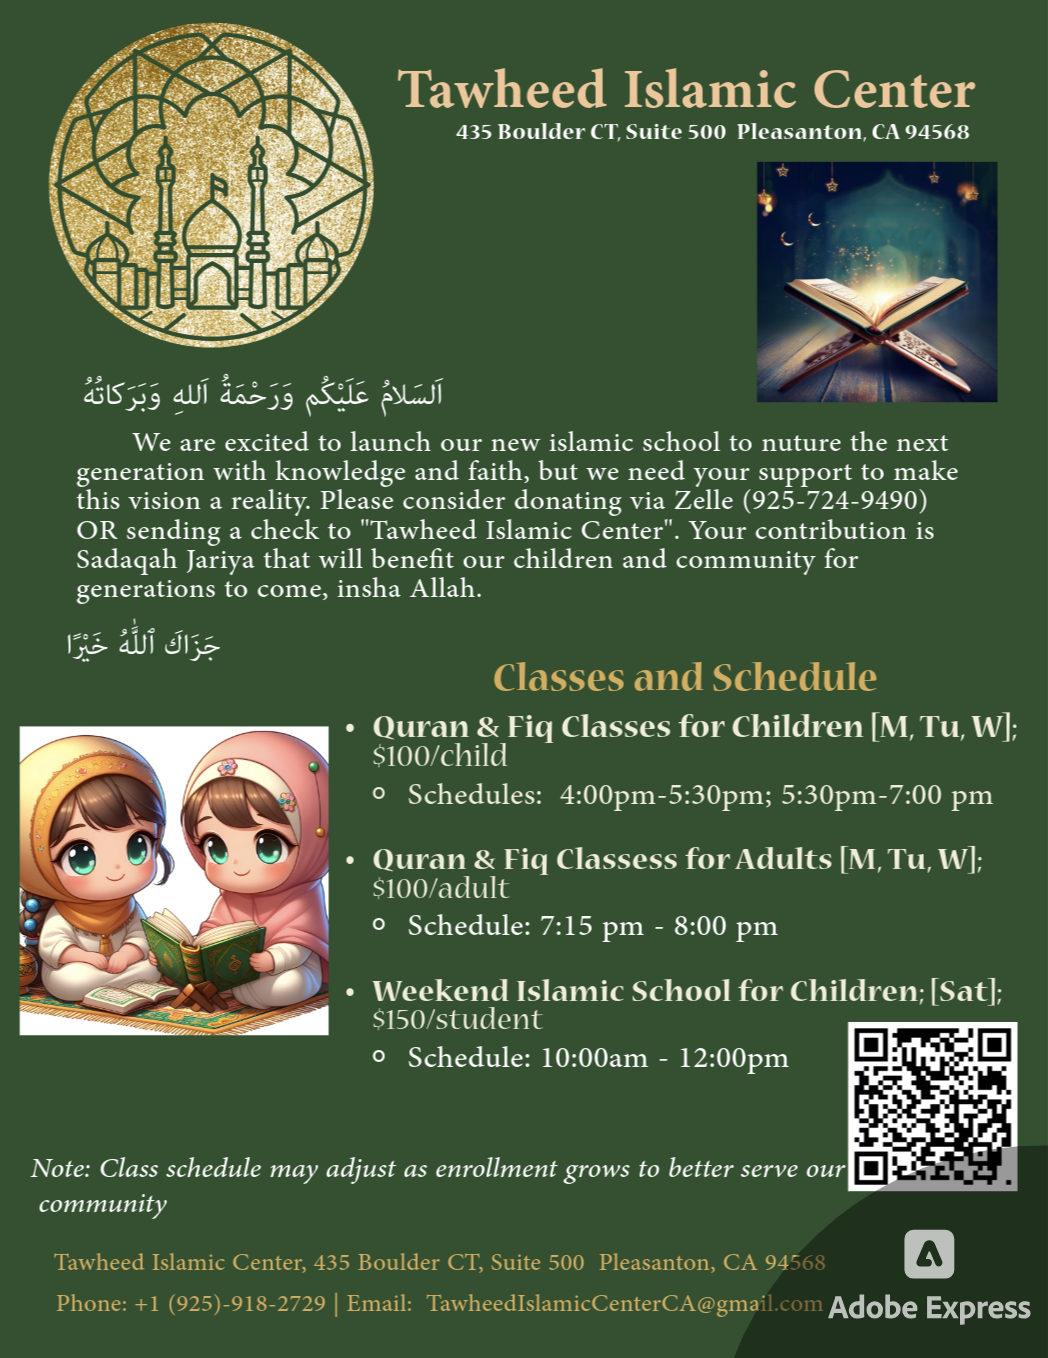 Tawheed Islamic Center
435 Boulder CT, Suite 500 Pleasanton, CA 94568
اَلسَلامُ عَلَيْكُم وَرَحْمَةُ اَللهِ وَبَرَكاتُهُ
We are excited to launch our new islamic school to nuture the next
generation with knowledge and faith, but we need your support to make
this vision a reality. Please consider donating via Zelle (925-724-9490)
OR sending a check to "Tawheed Islamic Center". Your contribution is
Sadaqah Jariya that will benefit our children and community for
generations to come, insha Allah.
جَزَاكَ ٱللَّٰهُ خَيْرًا
Classes and Schedule
• Quran & Fiq Classes for Children [M, Tu, W];
$100/child
Schedules: 4:00pm-5:30pm; 5:30pm-7:00 pm
• Quran & Fiq Classess for Adults [M, Tu, W];
$100/adult
Schedule: 7:15 pm - 8:00 pm
• Weekend Islamic School for Children; [Sat];
$150/student
Schedule: 10:00am - 12:00pm
Note: Class schedule may adjust as enrollment grows to better serve our
community
Tawheed Islamic Center, 435 Boulder CT, Suite 500 Pleasanton, CA 94568
Phone: +1 (925)-918-2729 | Email: TawheedIslamicCenterCA@gmail.com
Adobe Express